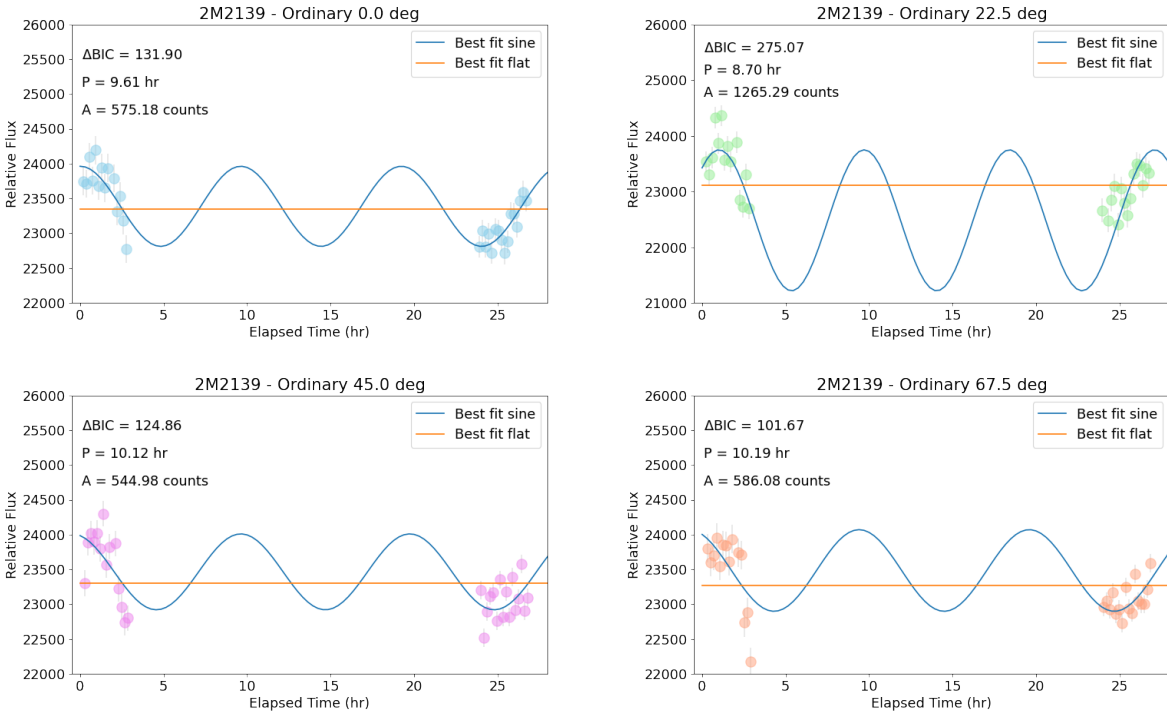 2M2139 - Ordinary 0.0 deg
26000
25500
25000
24500
24000
23500
23000
22500
22000
Relative Flux
ΔBIC = 131.90
P = 9.61 hr
A = 575.18 counts
Best fit sine
Best fit flat
0 5 10 15 20 25
Elapsed Time (hr)
2M2139 - Ordinary 22.5 deg
26000
25000
24000
23000
22000
21000
Relative Flux
ΔBIC = 275.07
P = 8.70 hr
A = 1265.29 counts
Best fit sine
Best fit flat
0 5 10 15 20 25
Elapsed Time (hr)
2M2139 - Ordinary 45.0 deg
26000
25500
25000
24500
24000
23500
23000
22500
22000
Relative Flux
ΔBIC = 124.86
P = 10.12 hr
A = 544.98 counts
Best fit sine
Best fit flat
0 5 10 15 20 25
Elapsed Time (hr)
2M2139 - Ordinary 67.5 deg
26000
25500
25000
24500
24000
23500
23000
22500
22000
Relative Flux
ΔBIC = 101.67
P = 10.19 hr
A = 586.08 counts
Best fit sine
Best fit flat
0 5 10 15 20 25
Elapsed Time (hr)